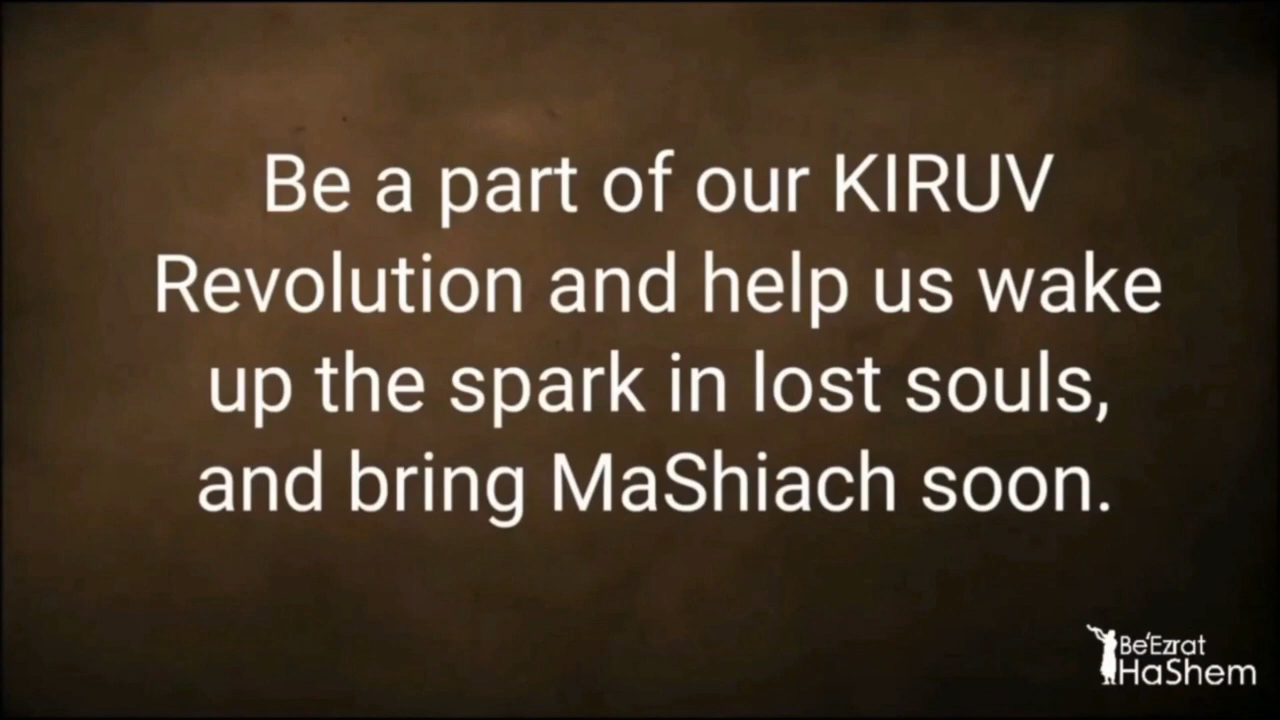 Be a part of our KIRUV
Revolution and help us wake
up the spark in lost souls,
and bring MaShiach soon.
Be'Ezrat
HaShem